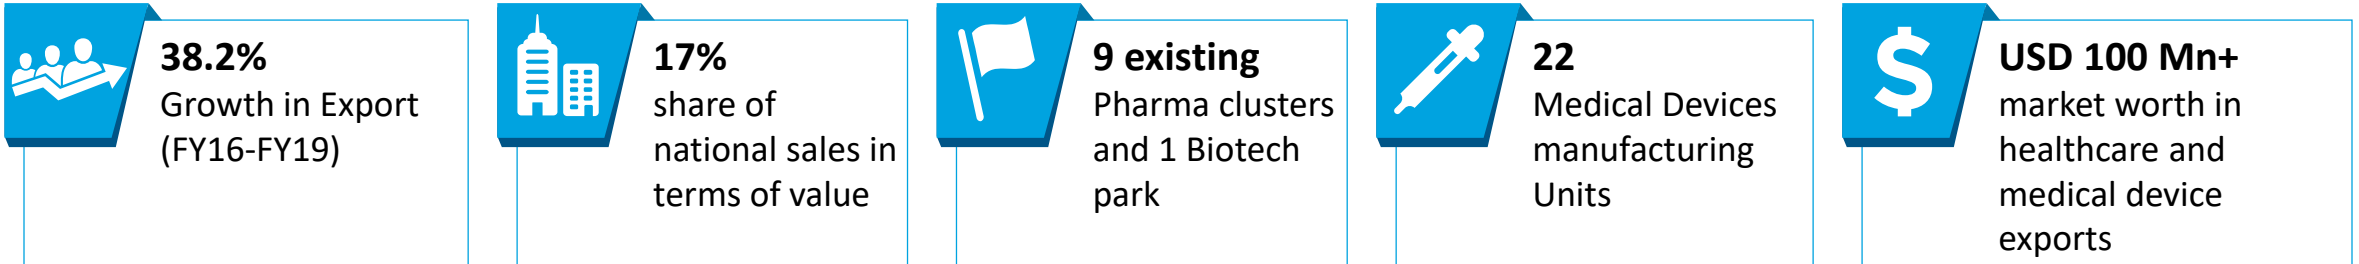 38.2%
Growth in Export
(FY16-FY19)
17%
share of
national sales in
terms of value
9 existing
Pharma clusters
and 1 Biotech
park
22
Medical Devices
manufacturing
Units
USD 100 Mn+
market worth in
healthcare and
medical device
exports